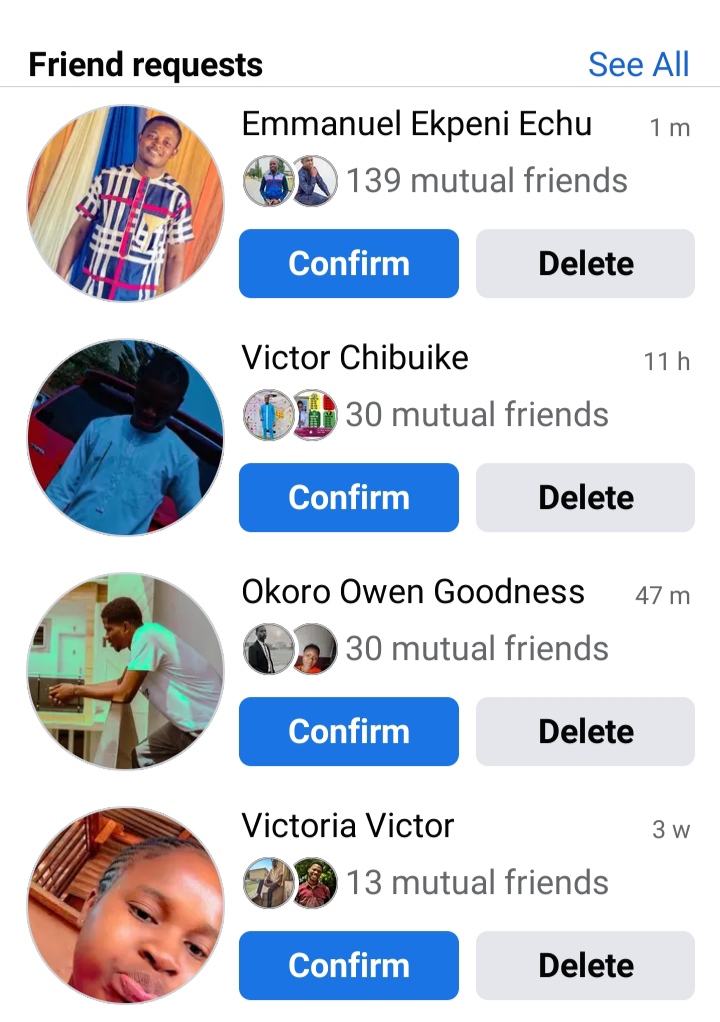 Friend requests See All
Emmanuel Ekpeni Echu 1 m
139 mutual friends
Confirm Delete
Victor Chibuike 11 h
30 mutual friends
Confirm Delete
Okoro Owen Goodness 47 m
30 mutual friends
Confirm Delete
Victoria Victor 3 w
13 mutual friends
Confirm Delete